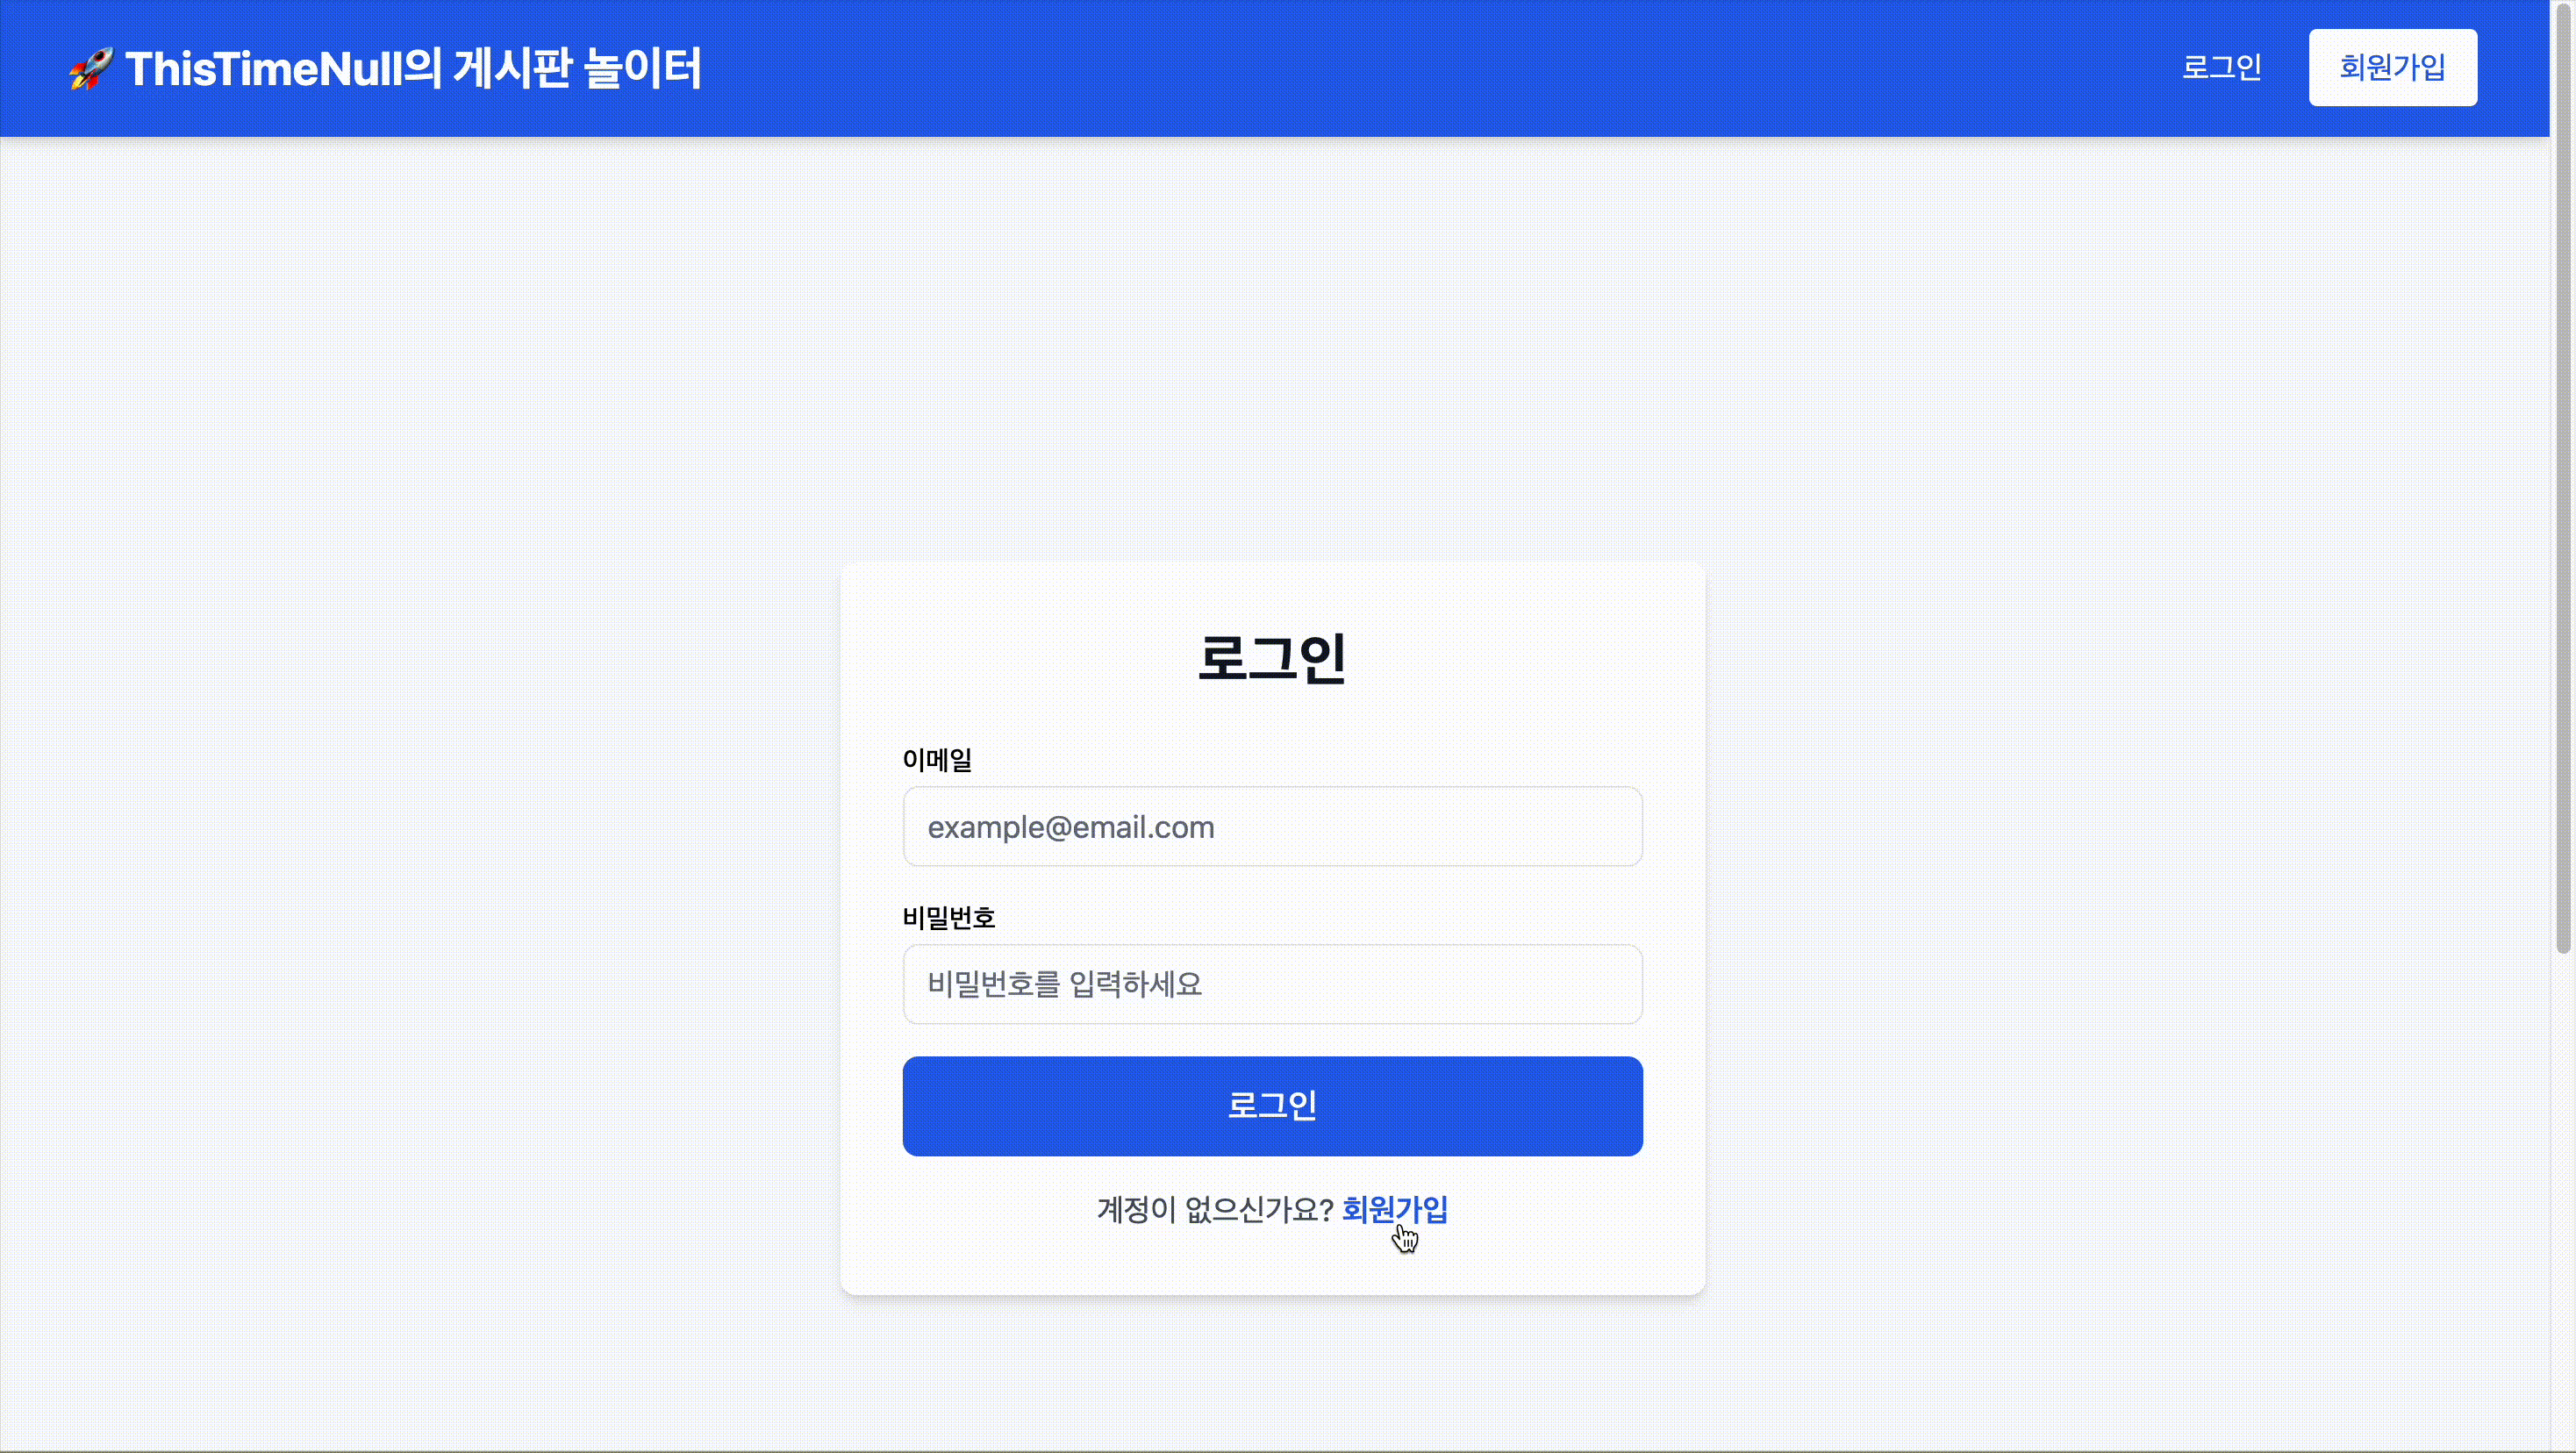 🚀 ThisTimeNull의 게시판 놀이터
로그인
회원가입
로그인
이메일
example@email.com
비밀번호
비밀번호를 입력하세요
로그인
계정이 없으신가요? 회원가입